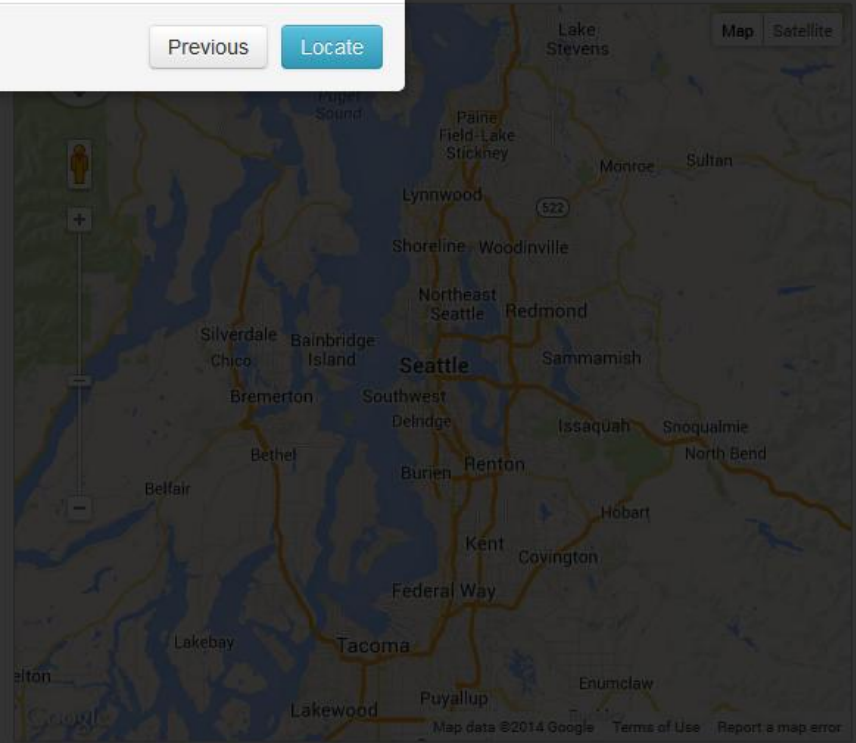 Previous Locate
Lake
Stevens
Map Satellite
Puget
Sound
Paine
Field-Lake
Stickney
Monroe
Sultan
Lynnwood
522
Shoreline
Woodinville
Northeast
Seattle
Redmond
Silverdale
Bainbridge
Island
Chico
Seattle
Sammamish
Bremerton
Southwest
Delridge
Issaquah
Snoqualmie
North Bend
Bethel
Burien
Renton
Belfair
Hobart
Kent
Covington
Federal Way
Lakebay
Tacoma
elton
Enumclaw
Puyallup
Lakewood
Google
Map data ©2014 Google Terms of Use Report a map error